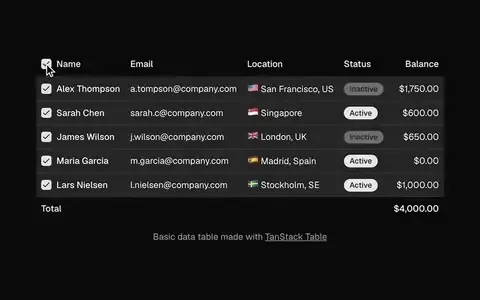 Name Email Location Status Balance
Alex Thompson a.tompson@company.com San Francisco, US Inactive $1,750.00
Sarah Chen sarah.c@company.com Singapore Active $600.00
James Wilson j.wilson@company.com London, UK Inactive $650.00
Maria Garcia m.garcia@company.com Madrid, Spain Active $0.00
Lars Nielsen l.nielsen@company.com Stockholm, SE Active $1,000.00
Total $4,000.00
Basic data table made with TanStack Table